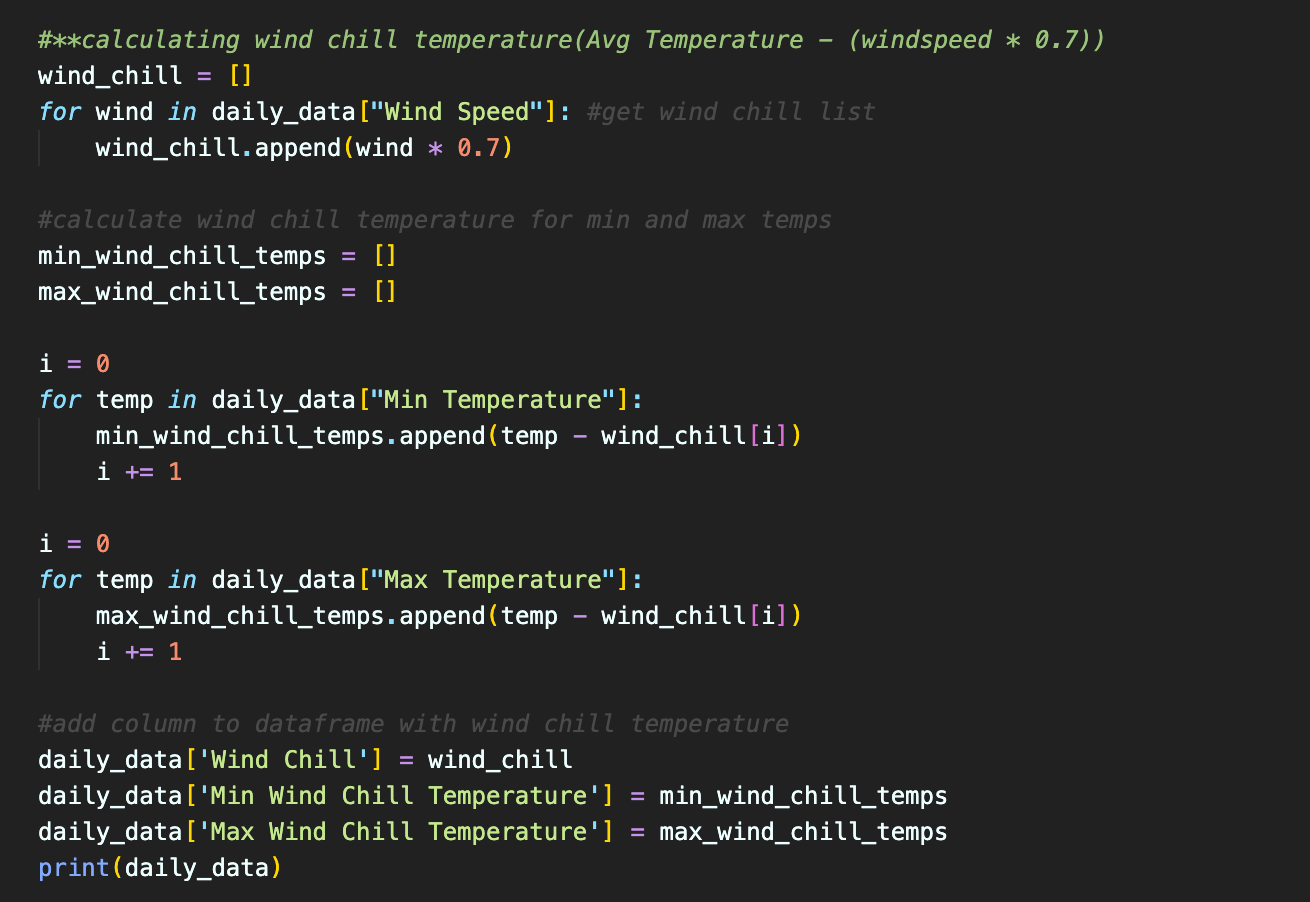 #**calculating wind chill temperature(Avg Temperature - (windspeed * 0.7))
wind_chill = []
for wind in daily_data["Wind Speed"]: #get wind chill list
    wind_chill.append(wind * 0.7)

#calculate wind chill temperature for min and max temps
min_wind_chill_temps = []
max_wind_chill_temps = []

i = 0
for temp in daily_data["Min Temperature"]:
    min_wind_chill_temps.append(temp - wind_chill[i])
    i += 1

i = 0
for temp in daily_data["Max Temperature"]:
    max_wind_chill_temps.append(temp - wind_chill[i])
    i += 1

#add column to dataframe with wind chill temperature
daily_data['Wind Chill'] = wind_chill
daily_data['Min Wind Chill Temperature'] = min_wind_chill_temps
daily_data['Max Wind Chill Temperature'] = max_wind_chill_temps
print(daily_data)